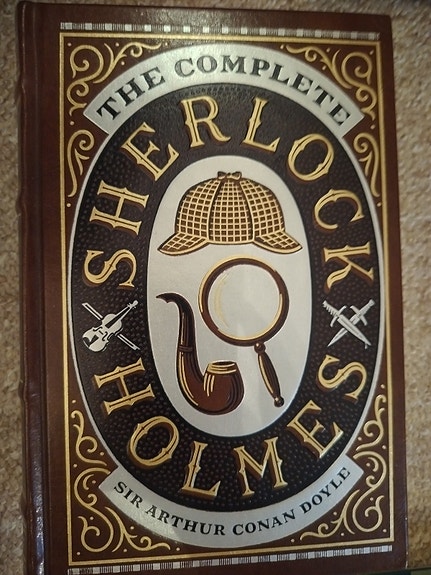 THE COMPLETE
SHERLOCK
HOLMES
SIR ARTHUR CONAN DOYLE